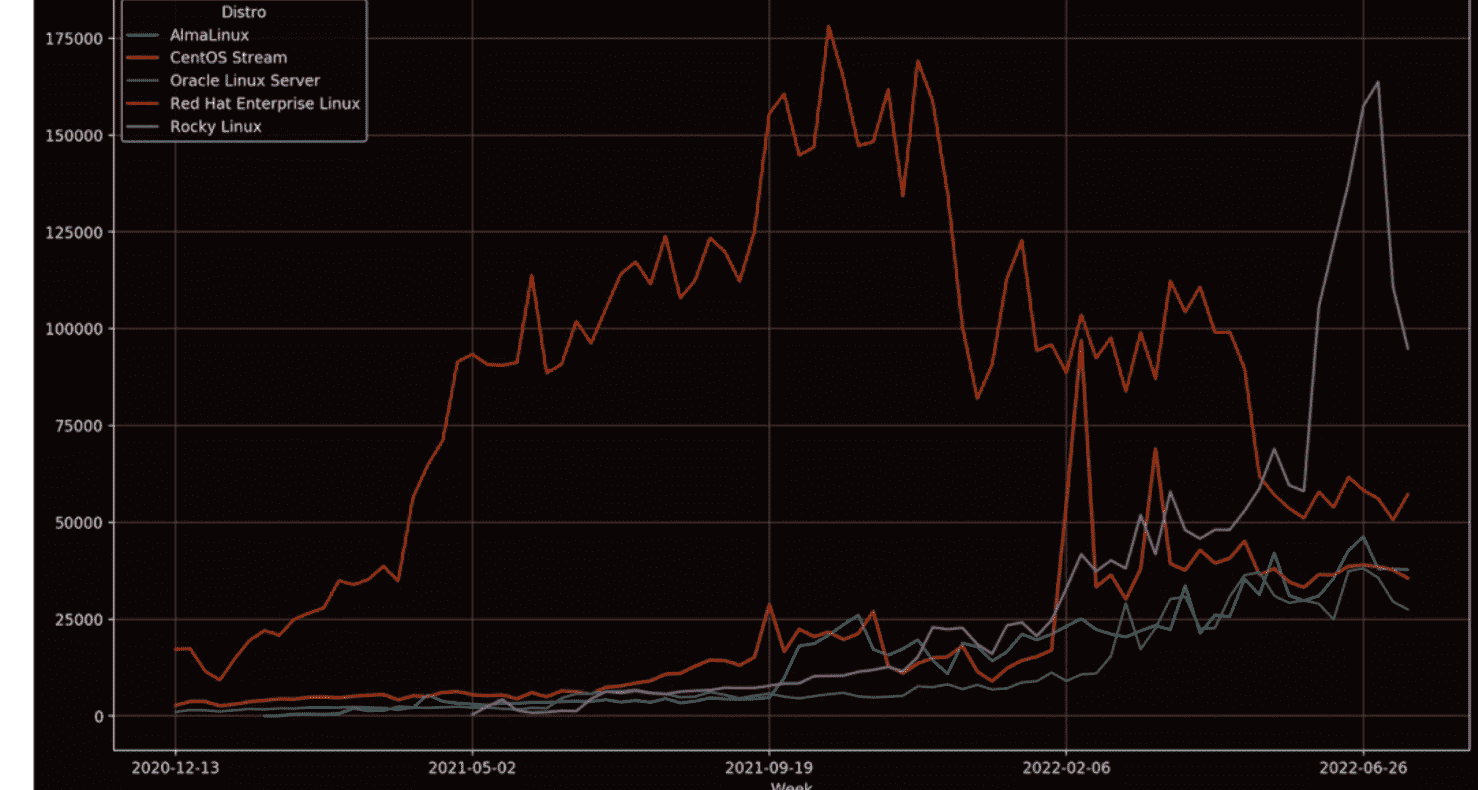 Distro
AlmaLinux
CentOS Stream
Oracle Linux Server
Red Hat Enterprise Linux
Rocky Linux
175000
150000
125000
100000
75000
50000
25000
0
2020-12-13 2021-05-02 2021-09-19 2022-02-06 2022-06-26
Week